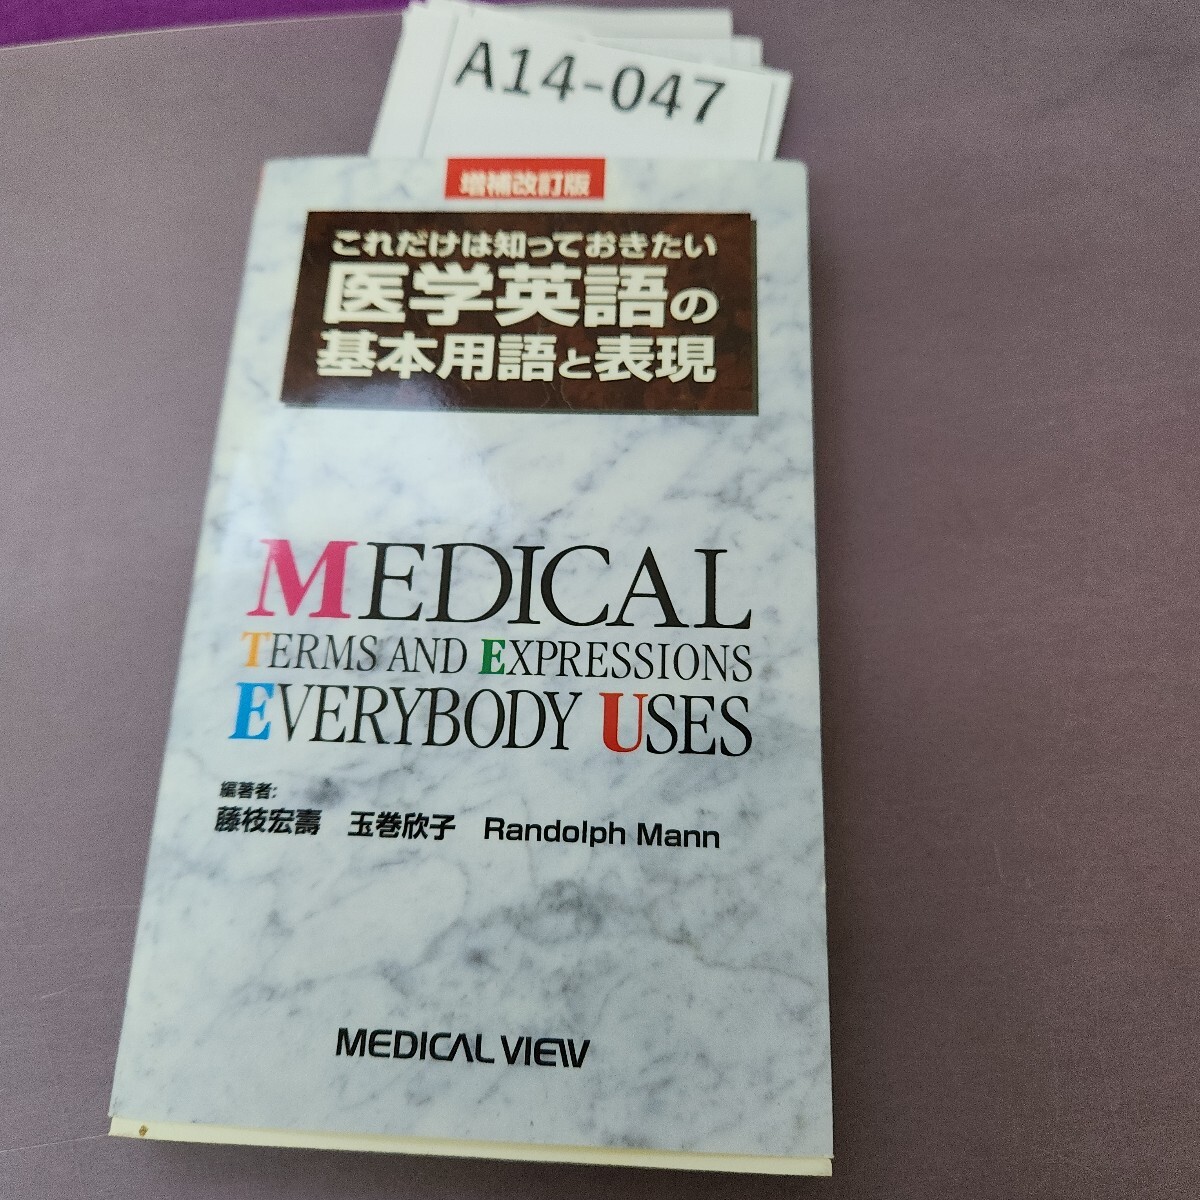 A14-047
増補改訂版
これだけは知っておきたい
医学英語の
基本用語と表現
MEDICAL
TERMS AND EXPRESSIONS
EVERYBODY USES
編著者:
藤枝宏壽 玉巻欣子 Randolph Mann
MEDICAL VIEW